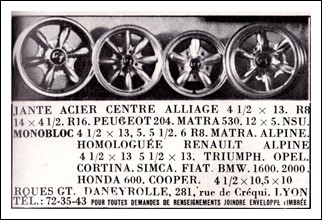 JANTE ACIER CENTRE ALLIAGE 4 1/2 × 13. R8
14 × 4 1/2. R16. PEUGEOT 204. MATRA 530. 12 × 5. NSU.
MONOBLOC 4 1/2 × 13, 5. 5 1/2. 6 R8. MATRA. ALPINE.
HOMOLOGUÉE RENAULT ALPINE
4 1/2 × 13 5 1/2. TRIUMPH. OPEL.
CORTINA. SIMCA. FIAT. BMW. 1600. 2000.
HONDA 600. COOPER. 4 1/2×10,5 × 10
ROUES GT. DANEYROLLE, 281, rue de Créqui. LYON
TÉL.: 72-35-43 POUR TOUTES DEMANDES DE RENSEIGNEMENTS JOINDRE ENVELOPPE TIMBRÉE